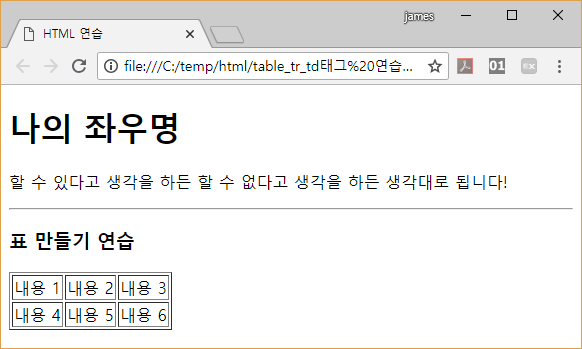 james
HTML 연습
file:///C:/temp/html/table_tr_td태그%20연습...
01
나의 좌우명
할 수 있다고 생각을 하든 할 수 없다고 생각을 하든 생각대로 됩니다!
표 만들기 연습
내용 1 내용 2 내용 3
내용 4 내용 5 내용 6